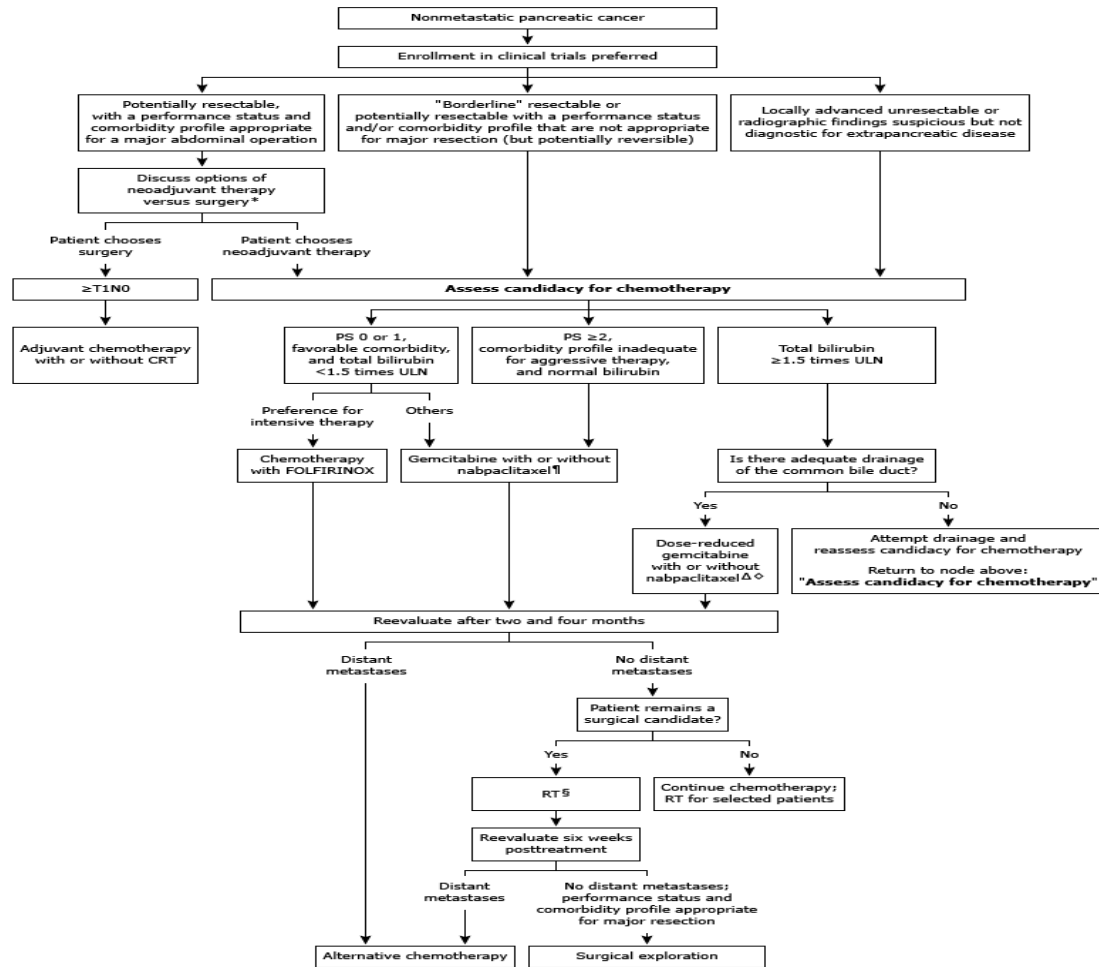 Nonmetastatic pancreatic cancer
Enrollment in clinical trials preferred
Potentially resectable,
with a performance status and
comorbidity profile appropriate
for a major abdominal operation
"Borderline" resectable or
potentially resectable with a performance status
and/or comorbidity profile that are not appropriate
for major resection (but potentially reversible)
Locally advanced unresectable or
radiographic findings suspicious but not
diagnostic for extrapancreatic disease
Discuss options of
neoadjuvant therapy
versus surgery*
Patient chooses
surgery
Patient chooses
neoadjuvant therapy
≥T1N0
Assess candidacy for chemotherapy
Adjuvant chemotherapy
with or without CRT
PS 0 or 1,
favorable comorbidity,
and total bilirubin
<1.5 times ULN
PS ≥2,
comorbidity profile inadequate
for aggressive therapy,
and normal bilirubin
Total bilirubin
≥1.5 times ULN
Preference for
intensive therapy
Others
Chemotherapy
with FOLFIRINOX
Gemcitabine with or without
nabpaclitaxel¶
Is there adequate drainage
of the common bile duct?
Yes
No
Dose-reduced
gemcitabine
with or without
nabpaclitaxelΔ◇
Attempt drainage and
reassess candidacy for chemotherapy
Return to node above:
"Assess candidacy for chemotherapy"
Reevaluate after two and four months
Distant
metastases
No distant
metastases
Patient remains a
surgical candidate?
Yes
No
RT§
Continue chemotherapy;
RT for selected patients
Reevaluate six weeks
posttreatment
Distant
metastases
No distant metastases;
performance status and
comorbidity profile appropriate
for major resection
Alternative chemotherapy
Surgical exploration